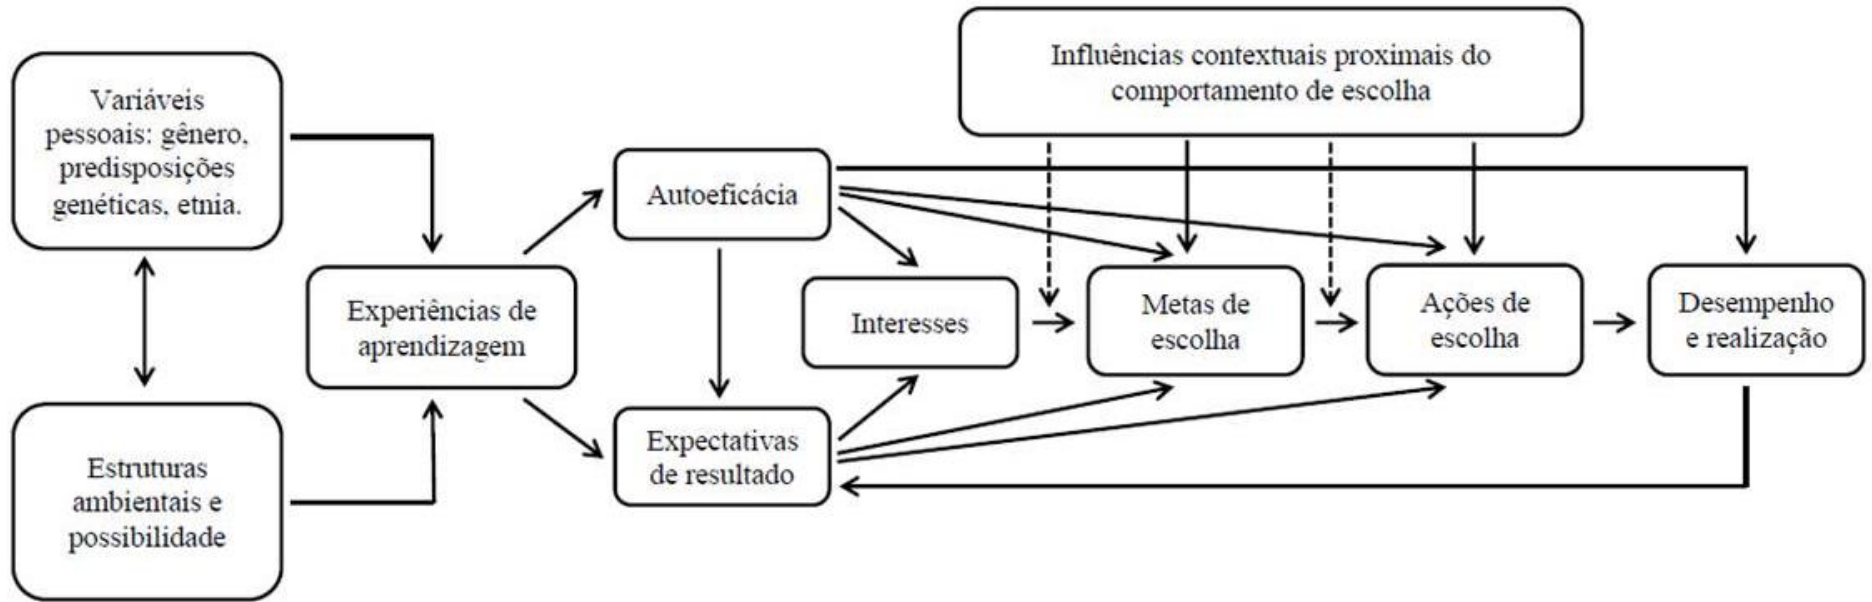 Influências contextuais proximais do
comportamento de escolha
Variáveis
pessoais: gênero,
predisposições
genéticas, etnia.
Autoeficácia
Experiências de
aprendizagem
Interesses
Metas de
escolha
Ações de
escolha
Desempenho
e realização
Expectativas
de resultado
Estruturas
ambientais e
possibilidade